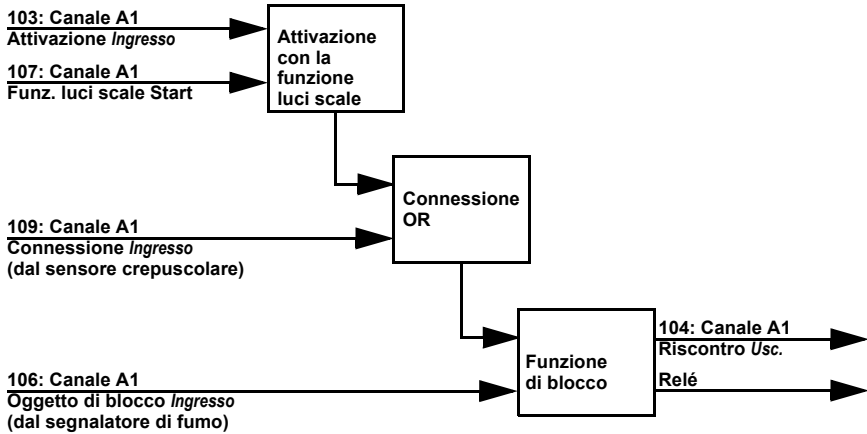 103: Canale A1
Attivazione Ingresso
107: Canale A1
Funz. luci scale Start
Attivazione
con la
funzione
luci scale
Connessione
OR
109: Canale A1
Connessione Ingresso
(dal sensore crepuscolare)
Funzione
di blocco
104: Canale A1
Riscontro Usc.
Relé
106: Canale A1
Oggetto di blocco Ingresso
(dal segnalatore di fumo)